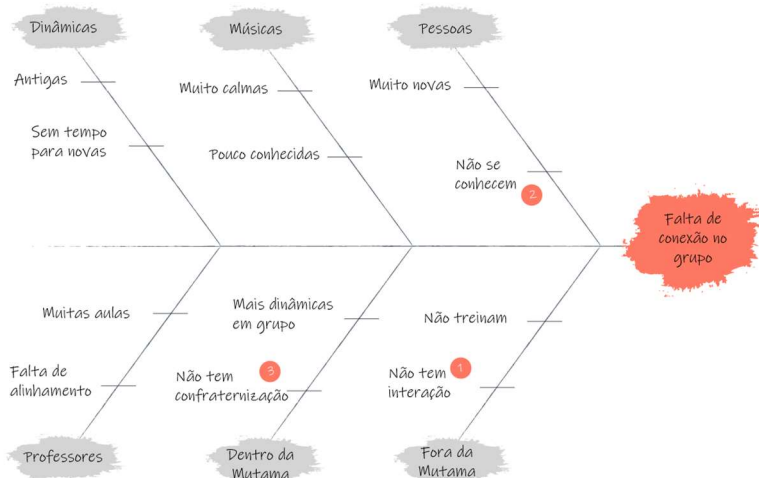 Dinâmicas
Músicas
Pessoas
Antigas
Sem tempo
para novas
Muito calmas
Pouco conhecidas
Muito novas
Não se
conhecem
2
Falta de
conexão no
grupo
Muitas aulas
Falta de
alinhamento
Mais dinâmicas
em grupo
3
Não tem
confraternização
Não treinam
1
Não tem
interação
Professores
Dentro da
Mutama
Fora da
Mutama